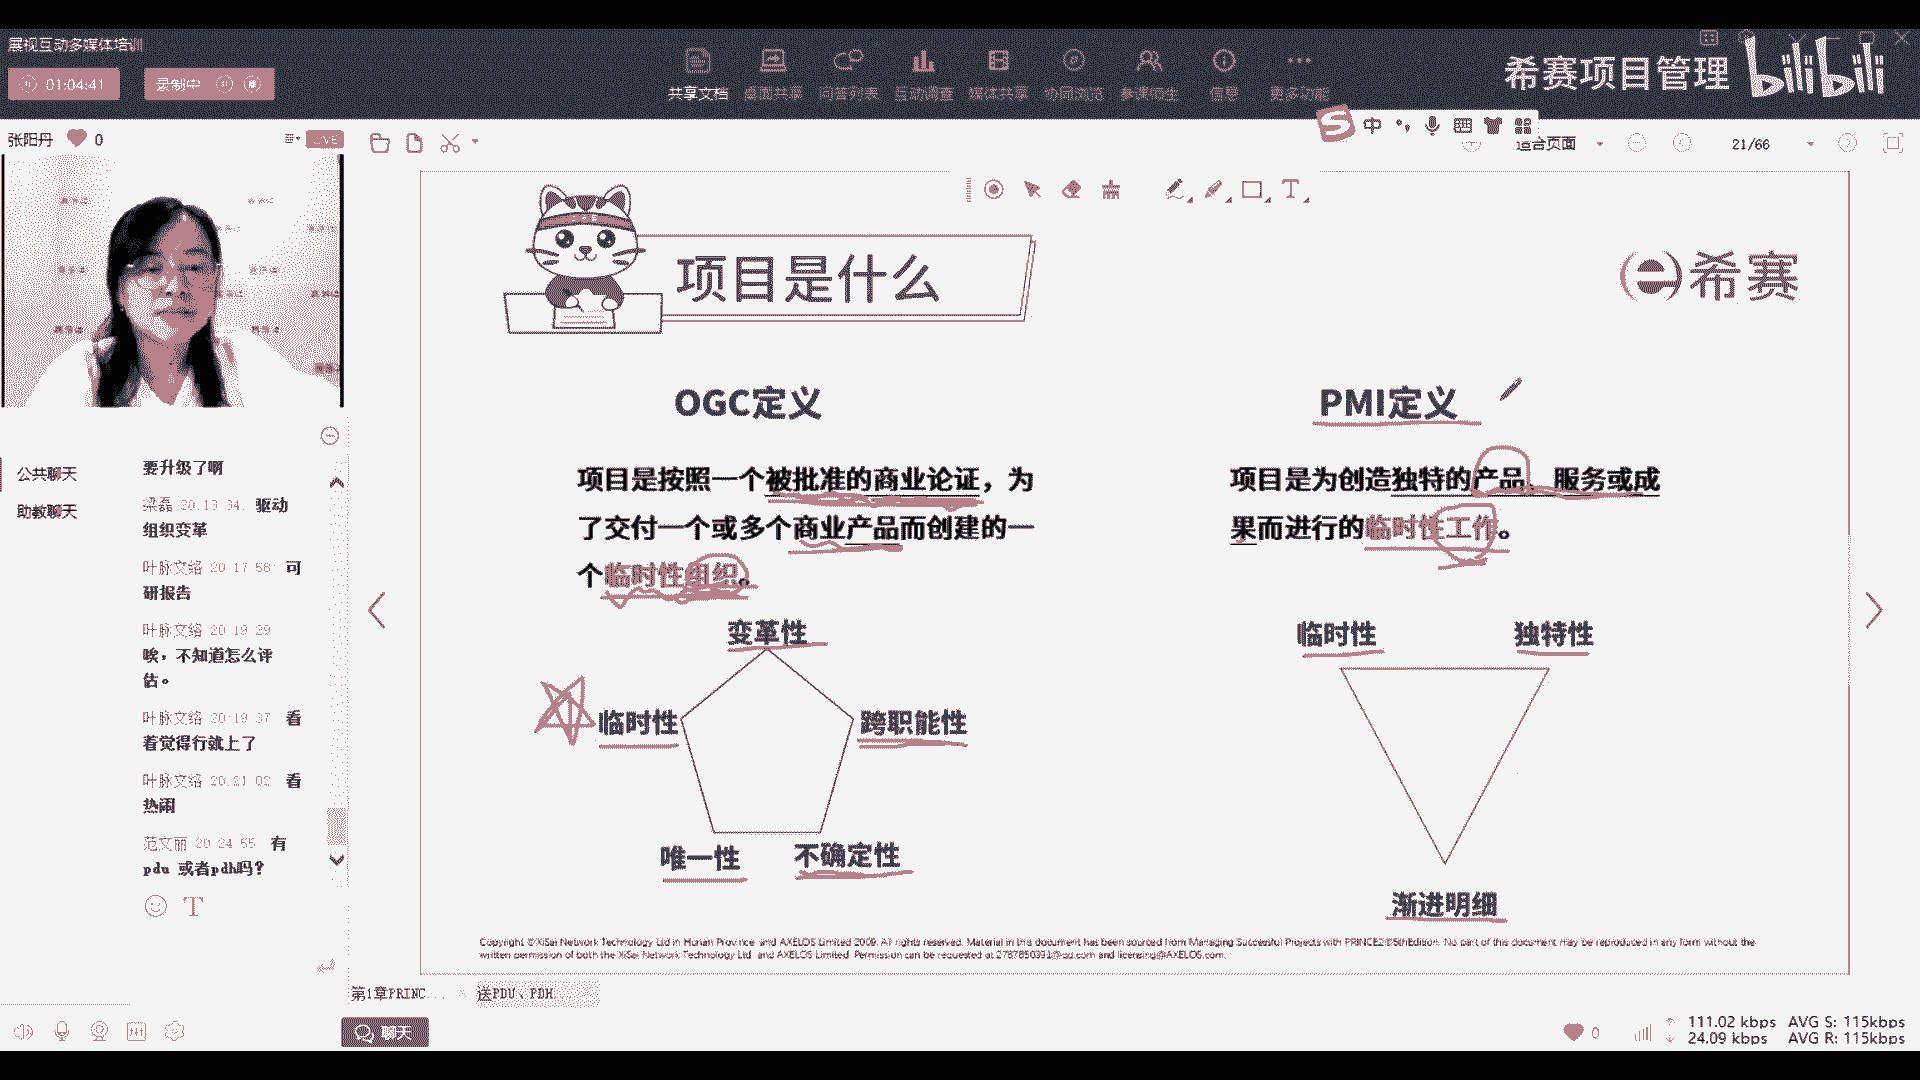 展视互动多媒体培训
01:04:41
录制中
共享文档 桌面共享 问答列表 互动调查 媒体共享 协同浏览 参课师生 信息 更多功能
希赛项目管理 bilibili
中
张阳丹 0 LIVE
适合页面 21/66
项目是什么
希赛
OGC定义
项目是按照一个被批准的商业论证，为
了交付一个或多个商业产品而创建的一
个临时性组织。
变革性
临时性 跨职能性
唯一性 不确定性
PMI定义
项目是为创造独特的产品、服务或成
果而进行的临时性工作。
临时性 独特性
渐进明细
公共聊天
助教聊天
要升级了啊
梁磊 20:13:34: 驱动
组织变革
叶脉文络 20:17:58: 可
研报告
叶脉文络 20:19:29
唉，不知道怎么评
估。
叶脉文络 20:19:37 看
着觉得行就上了
叶脉文络 20:21:02 看
热闹
范文丽 20:24:55 有
pdu 或者pdh吗？
Copyright © XiSai Network Technology Ltd in Hunan Province and AXELOS Limited 2009. All rights reserved. Material in this document has been sourced from Managing Successful Projects with PRINCE2®5thEdition. No part of this document may be reproduced in any form without the
written permission of both the XiSai Network Technology Ltd and AXELOS Limited. Permission can be requested at 2787850391@qq.com and licensing@AXELOS.com.
第1章PRINC... × 送PDU、PDH...
聊天
0
111.02 kbps AVG S: 115kbps
24.09 kbps AVG R: 115kbps